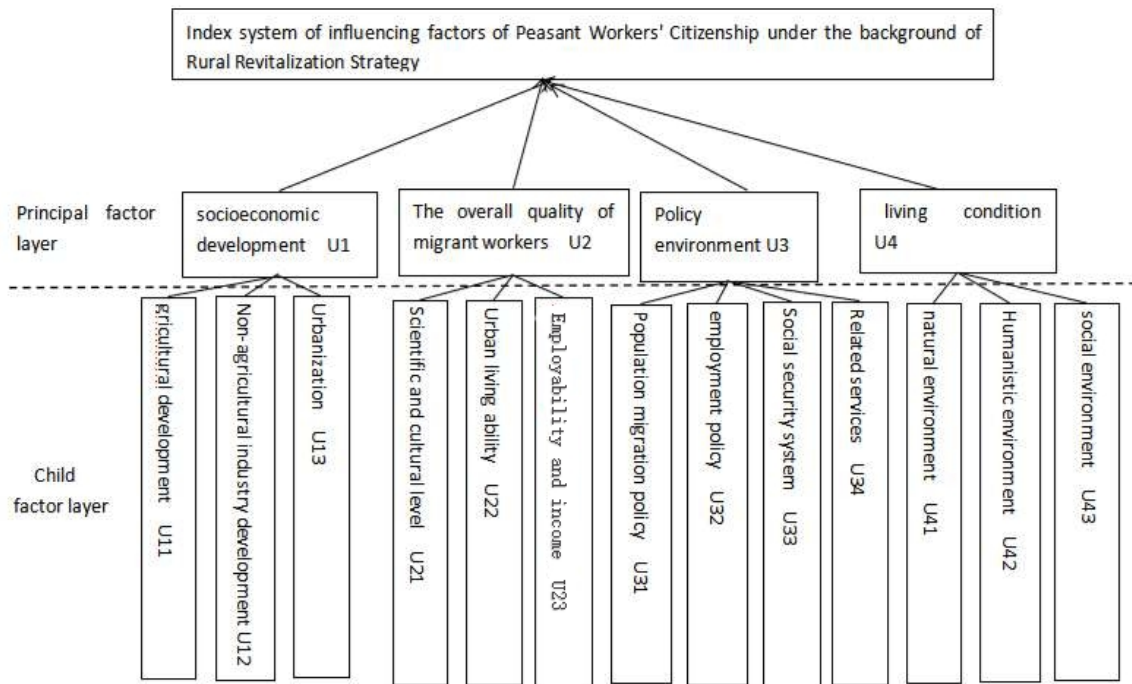 Index system of influencing factors of Peasant Workers' Citizenship under the background of
Rural Revitalization Strategy
Principal factor
layer
socioeconomic
development U1
The overall quality of
migrant workers U2
Policy
environment U3
living condition
U4
Child
factor layer
gricultural development U11
Non-agricultural industry development U12
Urbanization U13
Scientific and cultural level U21
Urban living ability U22
Employability and income U23
Population migration policy U31
employment policy U32
Social security system U33
Related services U34
natural environment U41
Humanistic environment U42
social environment U43